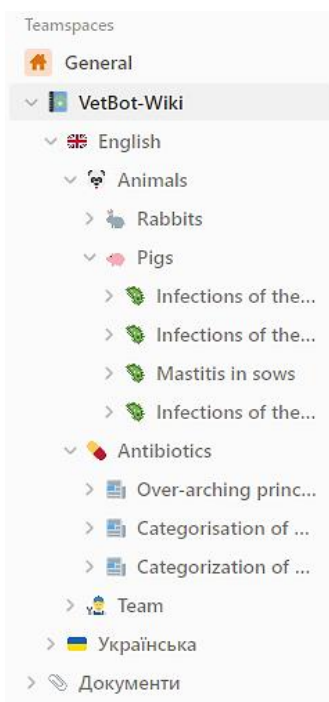 Teamspaces
General
VetBot-Wiki
English
Animals
Rabbits
Pigs
Infections of the...
Infections of the...
Mastitis in sows
Infections of the...
Antibiotics
Over-arching princ...
Categorisation of ...
Categorization of ...
Team
Українська
Документи